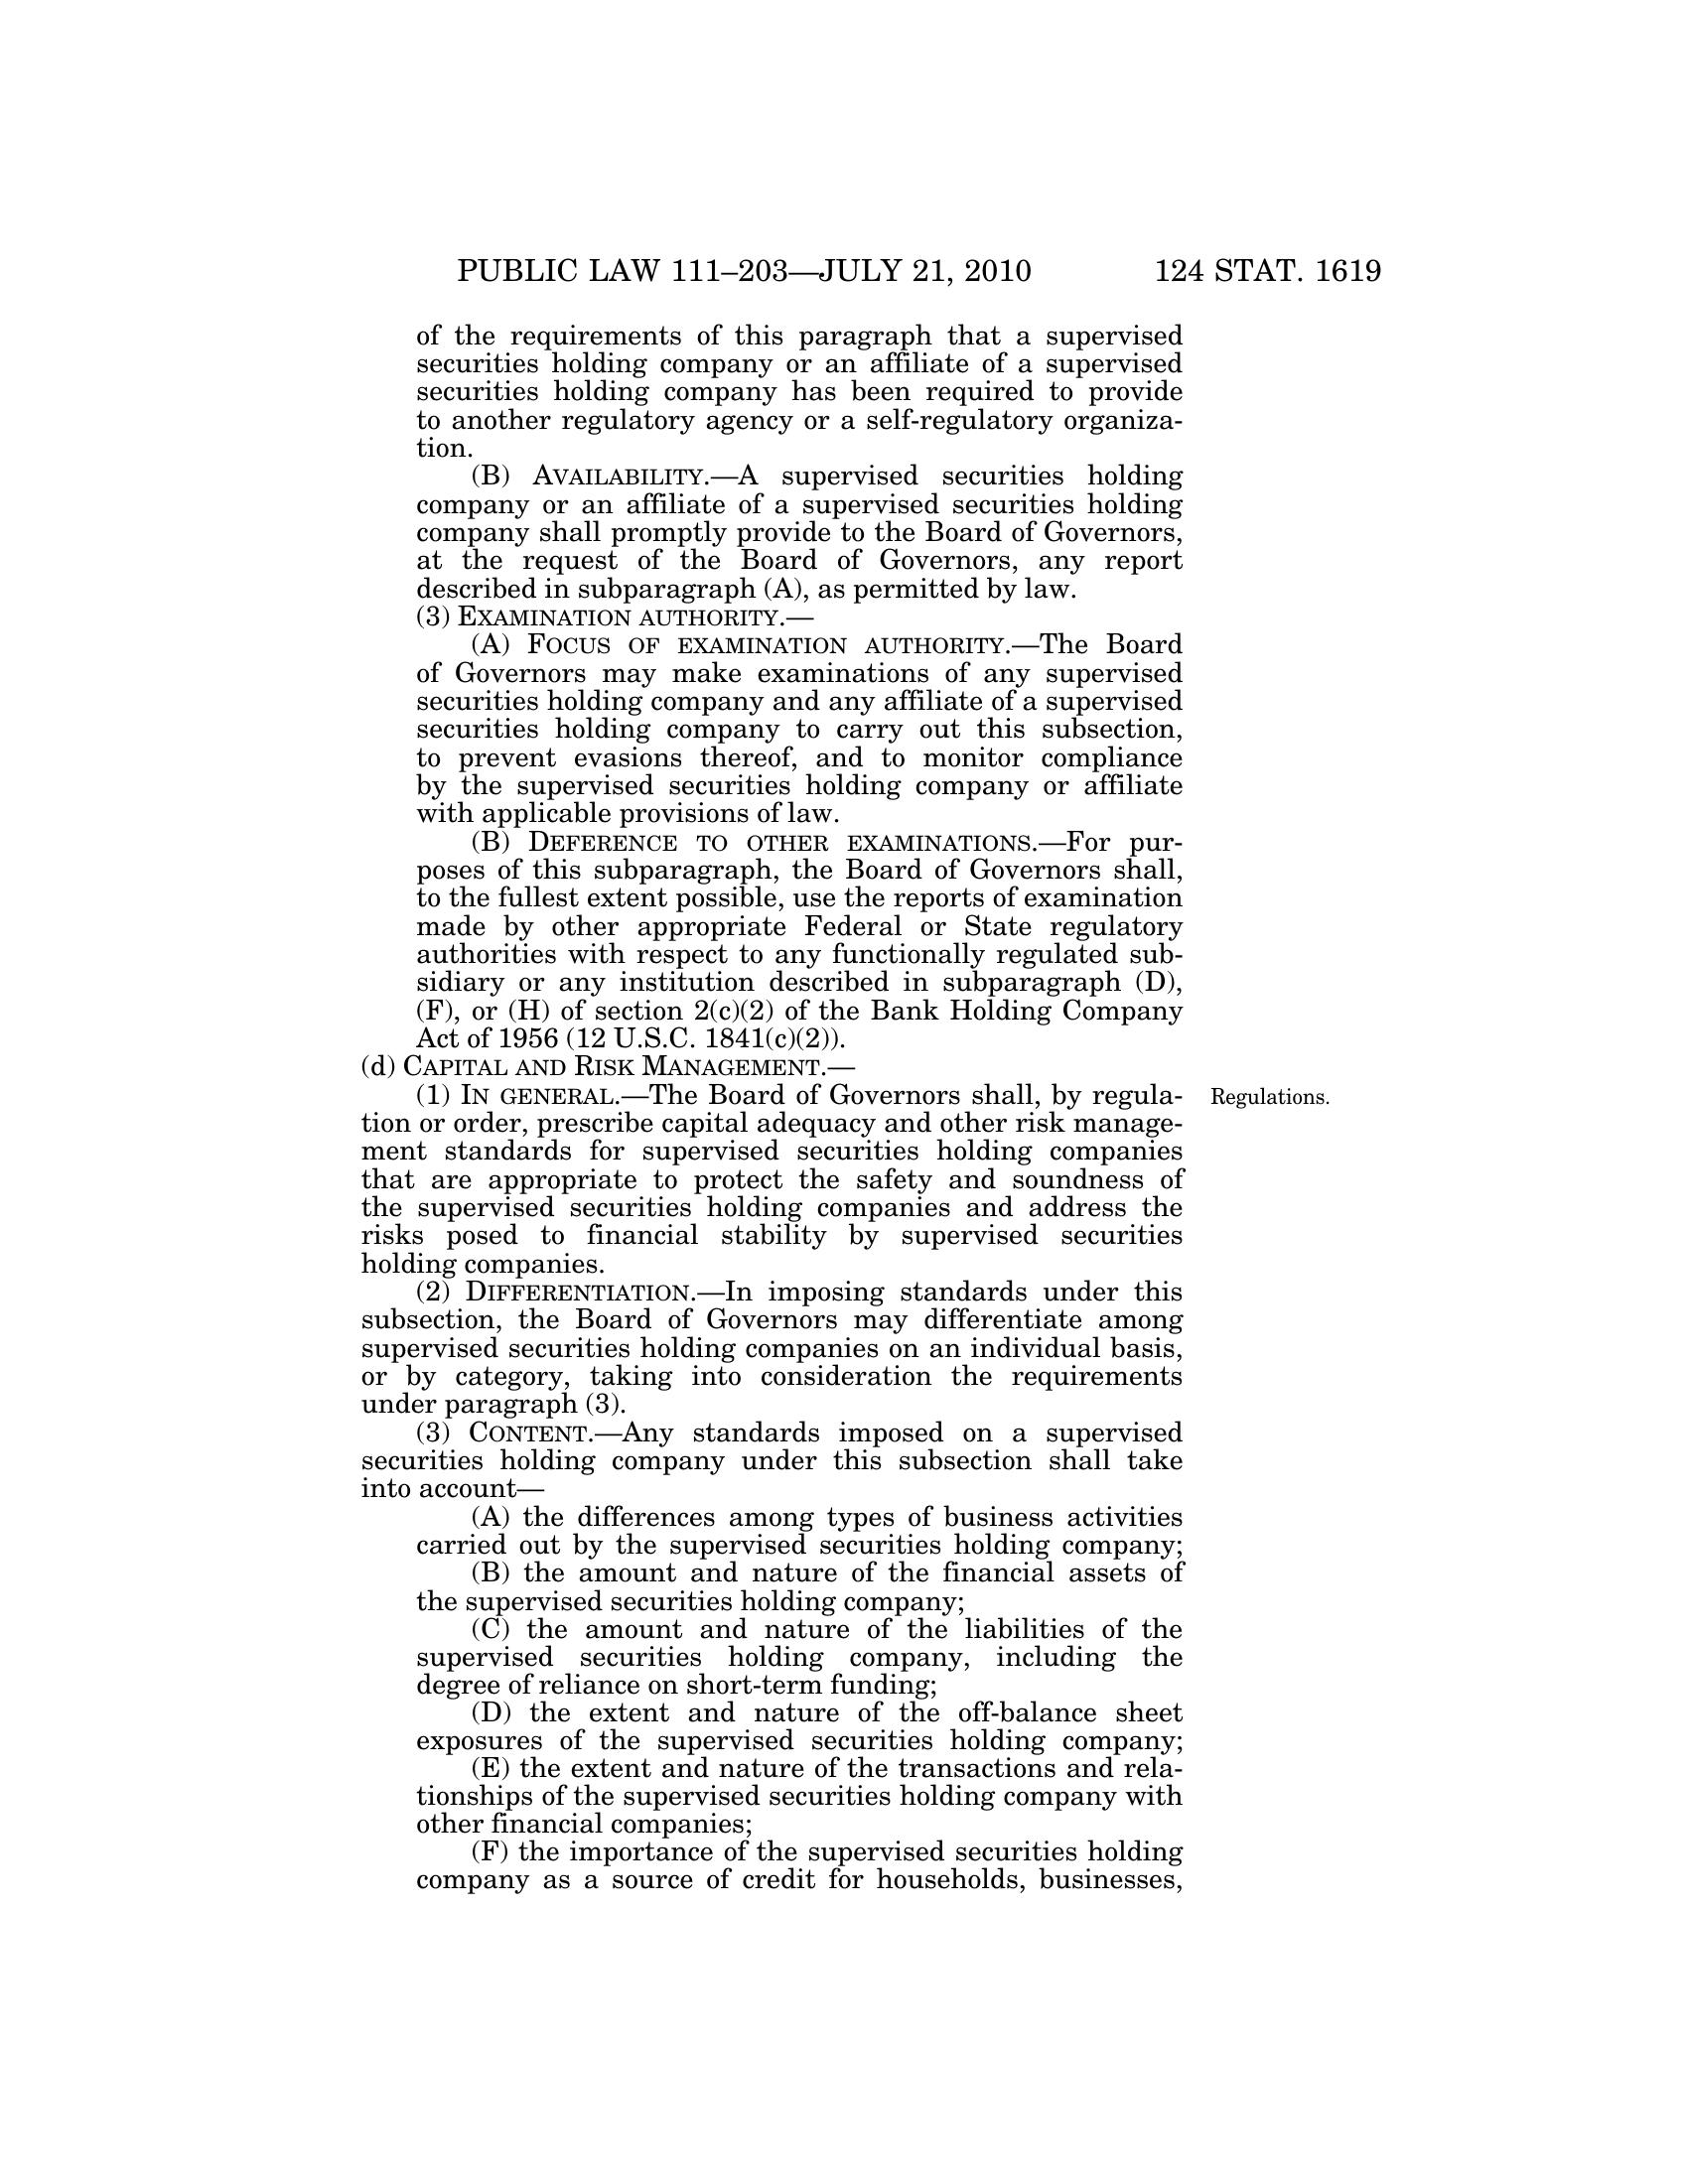 PUBLIC LAW 111–203—JULY 21, 2010 124 STAT. 1619
of the requirements of this paragraph that a supervised
securities holding company or an affiliate of a supervised
securities holding company has been required to provide
to another regulatory agency or a self-regulatory organiza-
tion.
(B) AVAILABILITY.—A supervised securities holding
company or an affiliate of a supervised securities holding
company shall promptly provide to the Board of Governors,
at the request of the Board of Governors, any report
described in subparagraph (A), as permitted by law.
(3) EXAMINATION AUTHORITY.—
(A) FOCUS OF EXAMINATION AUTHORITY.—The Board
of Governors may make examinations of any supervised
securities holding company and any affiliate of a supervised
securities holding company to carry out this subsection,
to prevent evasions thereof, and to monitor compliance
by the supervised securities holding company or affiliate
with applicable provisions of law.
(B) DEFERENCE TO OTHER EXAMINATIONS.—For pur-
poses of this subparagraph, the Board of Governors shall,
to the fullest extent possible, use the reports of examination
made by other appropriate Federal or State regulatory
authorities with respect to any functionally regulated sub-
sidiary or any institution described in subparagraph (D),
(F), or (H) of section 2(c)(2) of the Bank Holding Company
Act of 1956 (12 U.S.C. 1841(c)(2)).
(d) CAPITAL AND RISK MANAGEMENT.—
(1) IN GENERAL.—The Board of Governors shall, by regula-
Regulations.
tion or order, prescribe capital adequacy and other risk manage-
ment standards for supervised securities holding companies
that are appropriate to protect the safety and soundness of
the supervised securities holding companies and address the
risks posed to financial stability by supervised securities
holding companies.
(2) DIFFERENTIATION.—In imposing standards under this
subsection, the Board of Governors may differentiate among
supervised securities holding companies on an individual basis,
or by category, taking into consideration the requirements
under paragraph (3).
(3) CONTENT.—Any standards imposed on a supervised
securities holding company under this subsection shall take
into account—
(A) the differences among types of business activities
carried out by the supervised securities holding company;
(B) the amount and nature of the financial assets of
the supervised securities holding company;
(C) the amount and nature of the liabilities of the
supervised securities holding company, including the
degree of reliance on short-term funding;
(D) the extent and nature of the off-balance sheet
exposures of the supervised securities holding company;
(E) the extent and nature of the transactions and rela-
tionships of the supervised securities holding company with
other financial companies;
(F) the importance of the supervised securities holding
company as a source of credit for households, businesses,